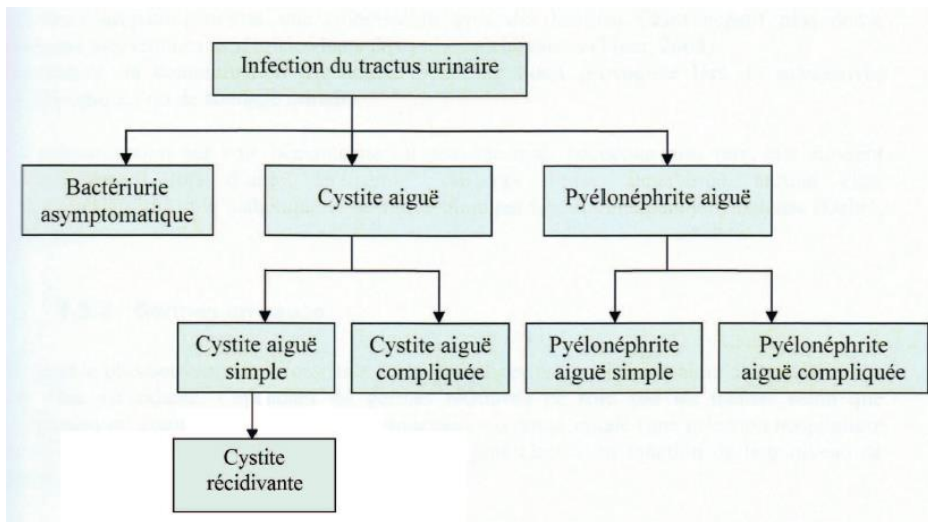 Infection du tractus urinaire
Bactériurie
asymptomatique
Cystite aiguë
Pyélonéphrite aiguë
Cystite aiguë
simple
Cystite aiguë
compliquée
Pyélonéphrite
aiguë simple
Pyélonéphrite
aiguë compliquée
Cystite
récidivante